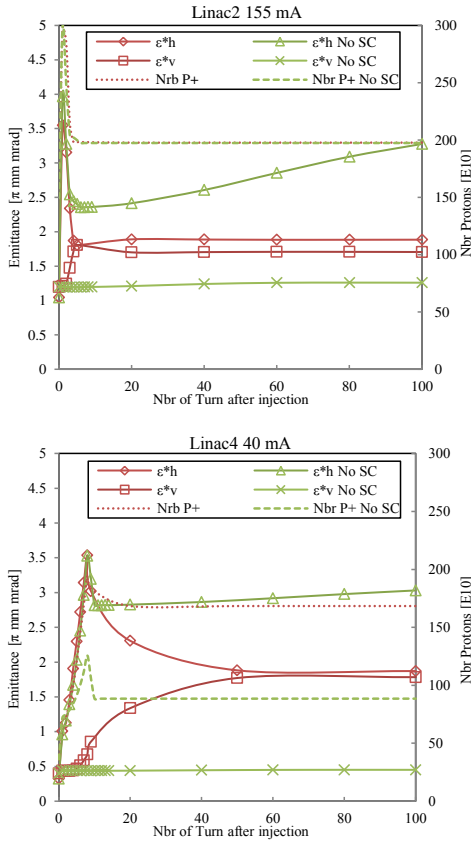 Linac2 155 mA
ε*h
ε*h No SC
ε*v
ε*v No SC
Nrb P+
Nbr P+ No SC
Emittance [π mm mrad]
5
4.5
4
3.5
3
2.5
2
1.5
1
0.5
0
300
250
200
150
100
50
0
Nbr Protons [E10]
0 20 40 60 80 100
Nbr of Turn after injection
Linac4 40 mA
ε*h
ε*h No SC
ε*v
ε*v No SC
Nrb P+
Nbr P+ No SC
Emittance [π mm mrad]
5
4.5
4
3.5
3
2.5
2
1.5
1
0.5
0
300
250
200
150
100
50
0
Nbr Protons [E10]
0 20 40 60 80 100
Nbr of Turn after injection